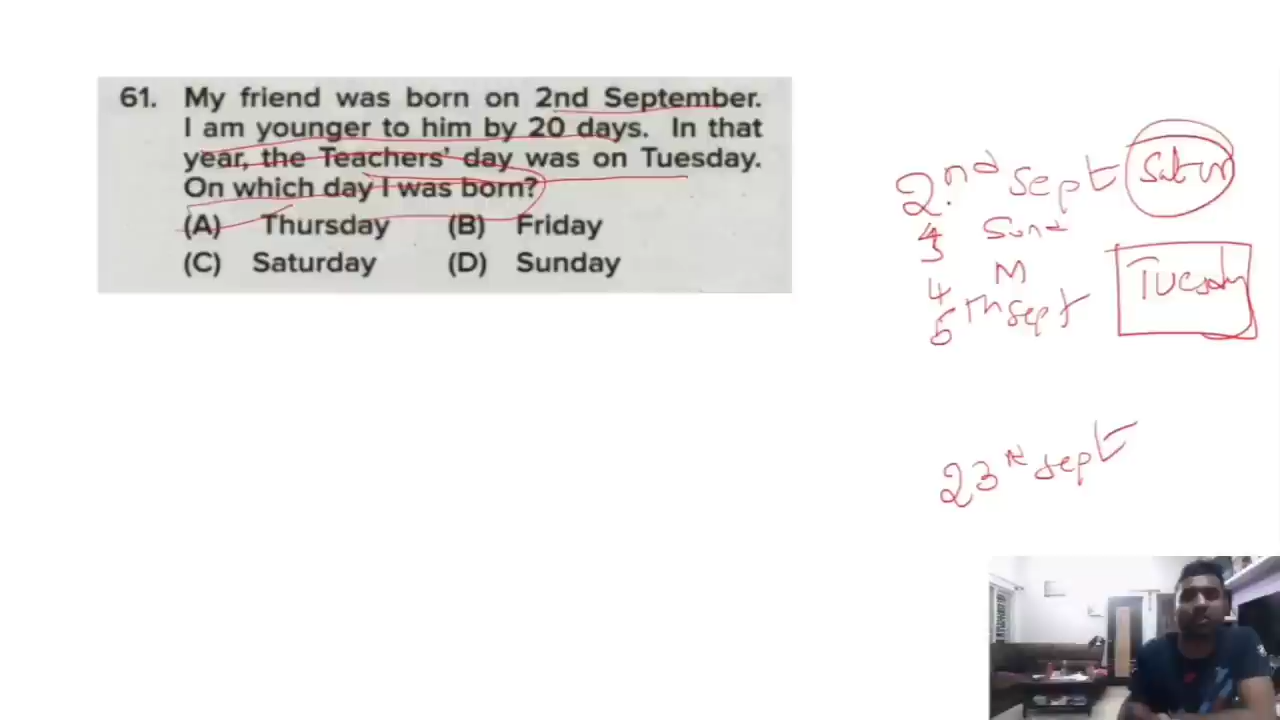 61. My friend was born on 2nd September.
I am younger to him by 20 days. In that
year, the Teachers' day was on Tuesday.
On which day I was born?
(A) Thursday (B) Friday
(C) Saturday (D) Sunday
2nd Sept Satur
3 Sund
4 M
5th Sept Tuesday
23rd Sept